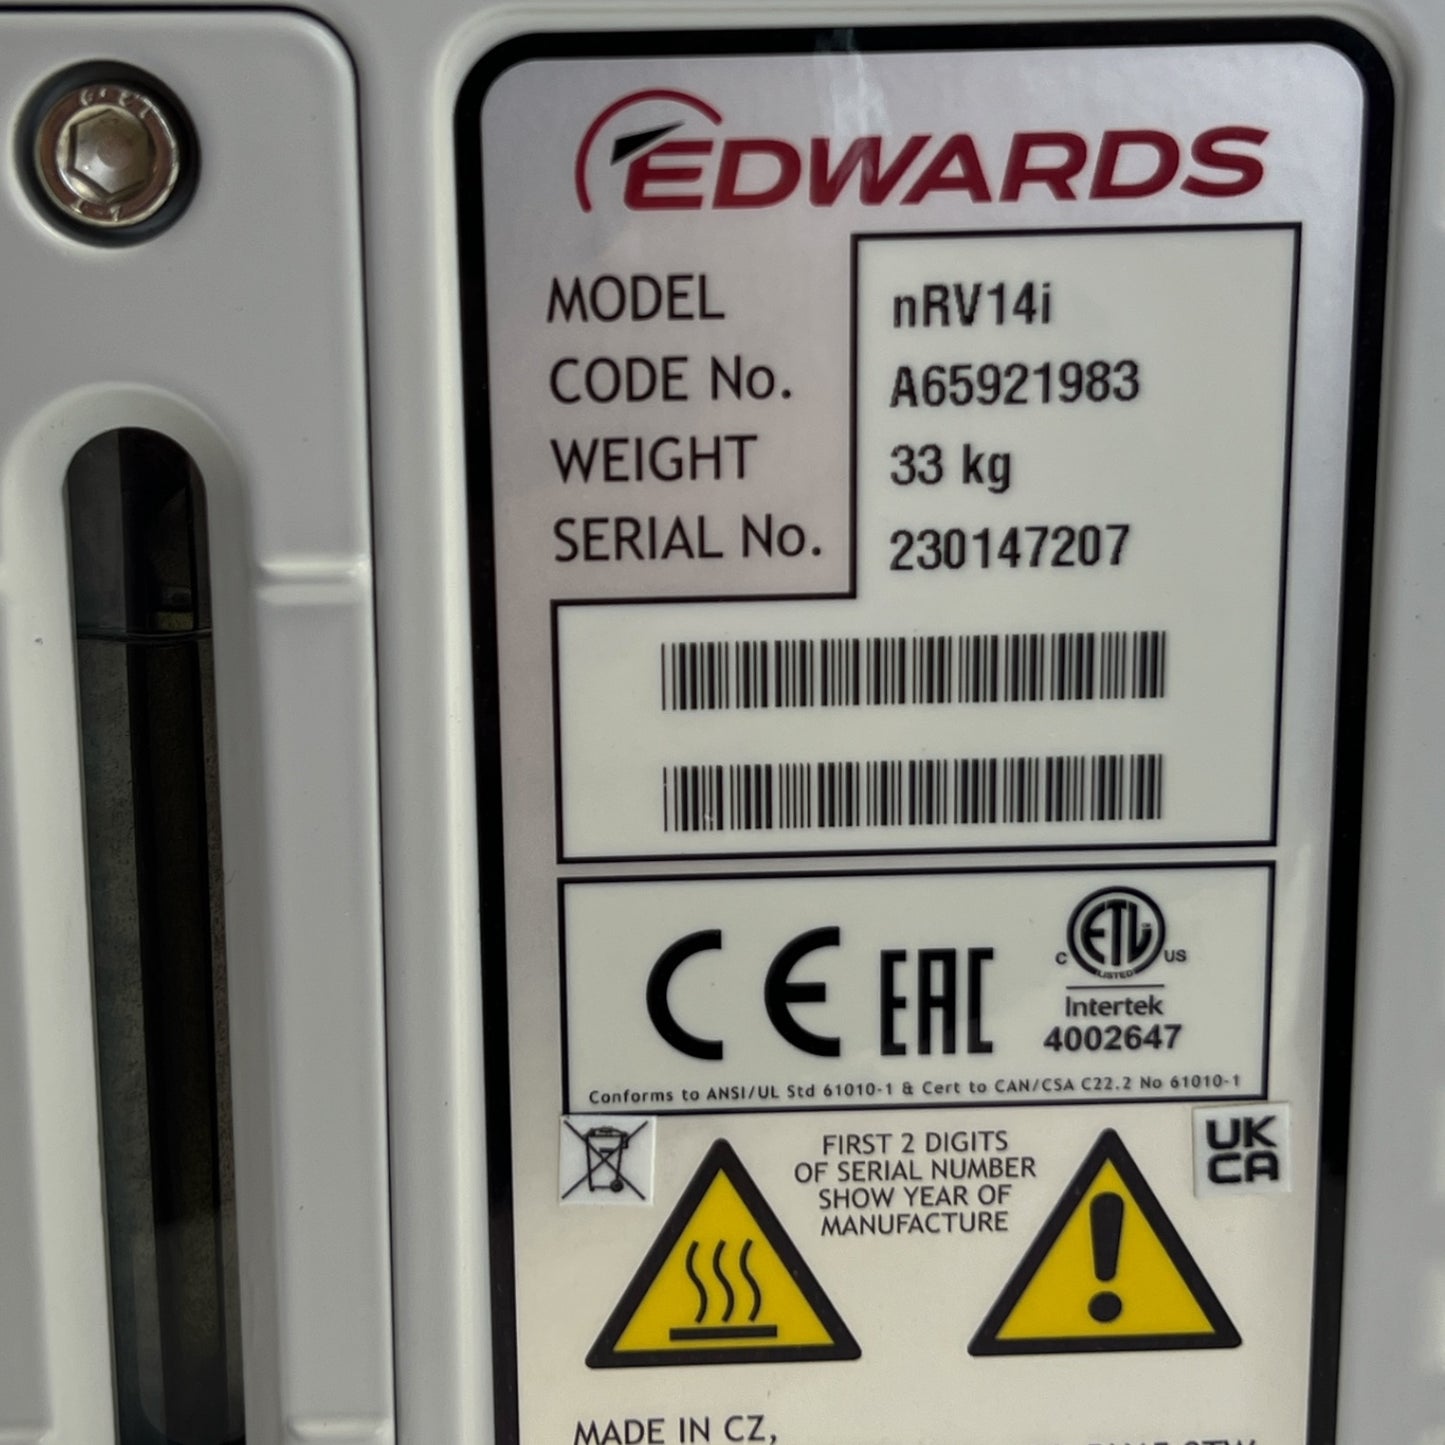 EDWARDS
MODEL nRV14i
CODE No. A65921983
WEIGHT 33 kg
SERIAL No. 230147207
CE EAC
C ETL US
LISTED
Intertek
4002647
Conforms to ANSI/UL Std 61010-1 & Cert to CAN/CSA C22.2 No 61010-1
FIRST 2 DIGITS
OF SERIAL NUMBER
SHOW YEAR OF
MANUFACTURE
UK
CA
MADE IN CZ,